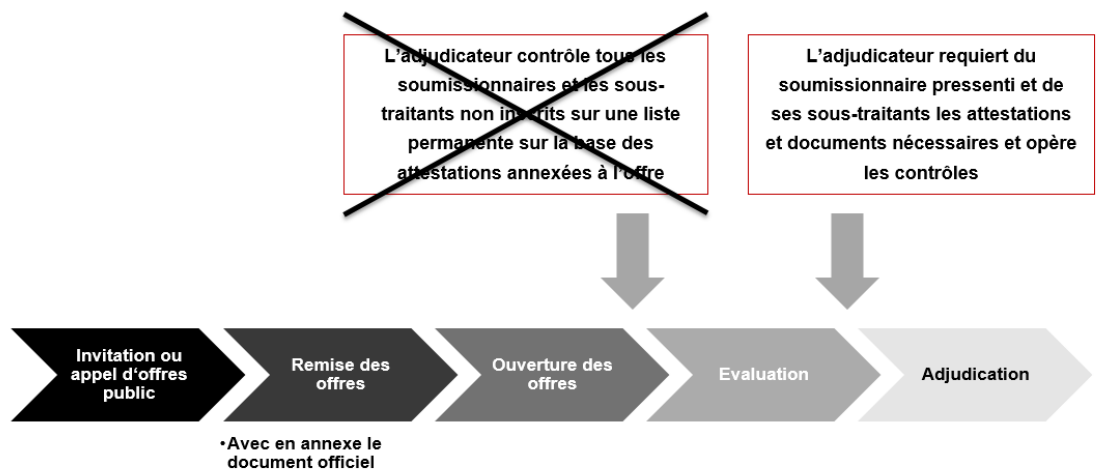 L’adjudicateur contrôle tous les
soumissionnaires et les sous-
traitants non inscrits sur une liste
permanente sur la base des
attestations annexées à l’offre
L’adjudicateur requiert du
soumissionnaire pressenti et de
ses sous-traitants les attestations
et documents nécessaires et opère
les contrôles
Invitation ou
appel d‘offres
public
Remise des
offres
Ouverture des
offres
Evaluation
Adjudication
•Avec en annexe le
document officiel